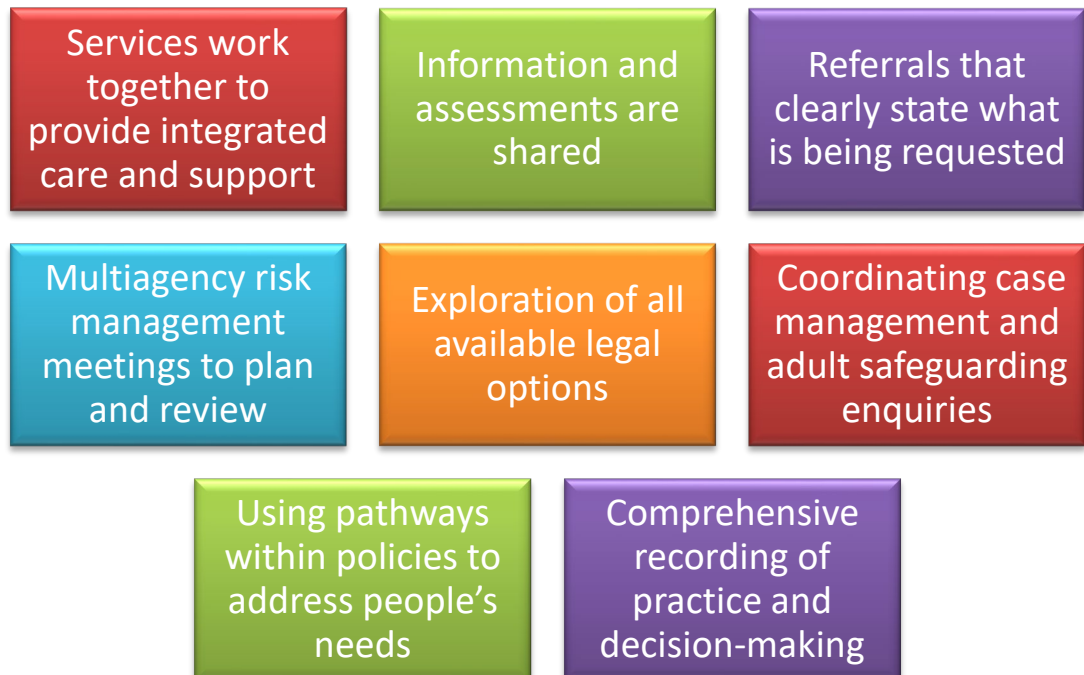 Services work
together to
provide integrated
care and support
Information and
assessments are
shared
Referrals that
clearly state what
is being requested
Multiagency risk
management
meetings to plan
and review
Exploration of all
available legal
options
Coordinating case
management and
adult safeguarding
enquiries
Using pathways
within policies to
address people’s
needs
Comprehensive
recording of
practice and
decision-making